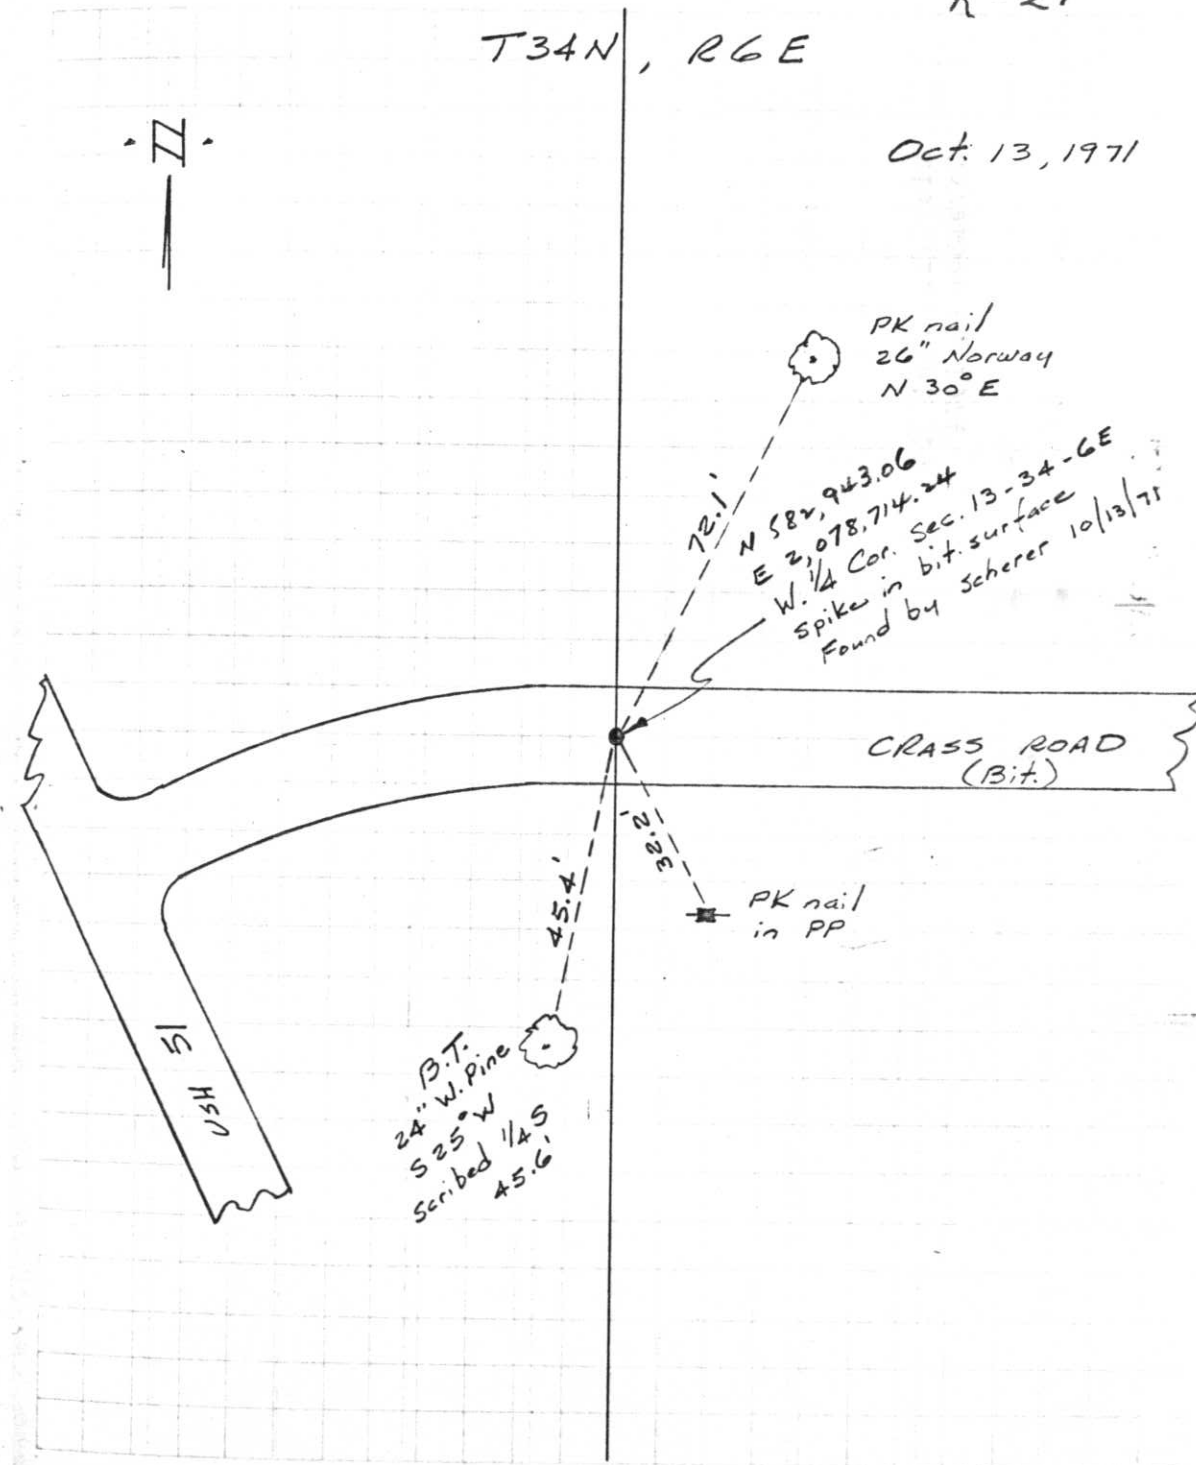 T34N, R6E
N
Oct. 13, 1971
PK nail
26" Norway
N 30° E
72.1'
N 582,943.06
E 2,078,714.24
W. 1/4 Cor. Sec. 13-34-6E
Spike in bit. surface
Found by Scherer 10/13/71
CRASS ROAD
(Bit.)
32.2'
45.4'
PK nail
in PP
USH 51
B.T.
24" W. Pine
S 25° W
Scribed 1/4 S
45.6'